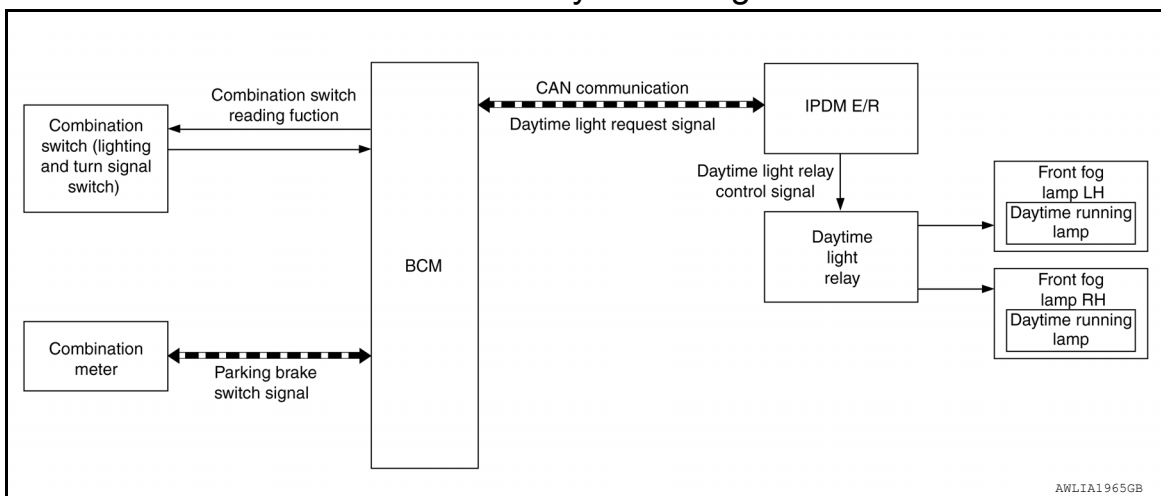 Combination
switch (lighting
and turn signal
switch)
Combination switch
reading fuction
Combination
meter
Parking brake
switch signal
BCM
CAN communication
Daytime light request signal
IPDM E/R
Daytime light relay
control signal
Daytime
light
relay
Front fog
lamp LH
Daytime running
lamp
Front fog
lamp RH
Daytime running
lamp
AWLIA1965GB